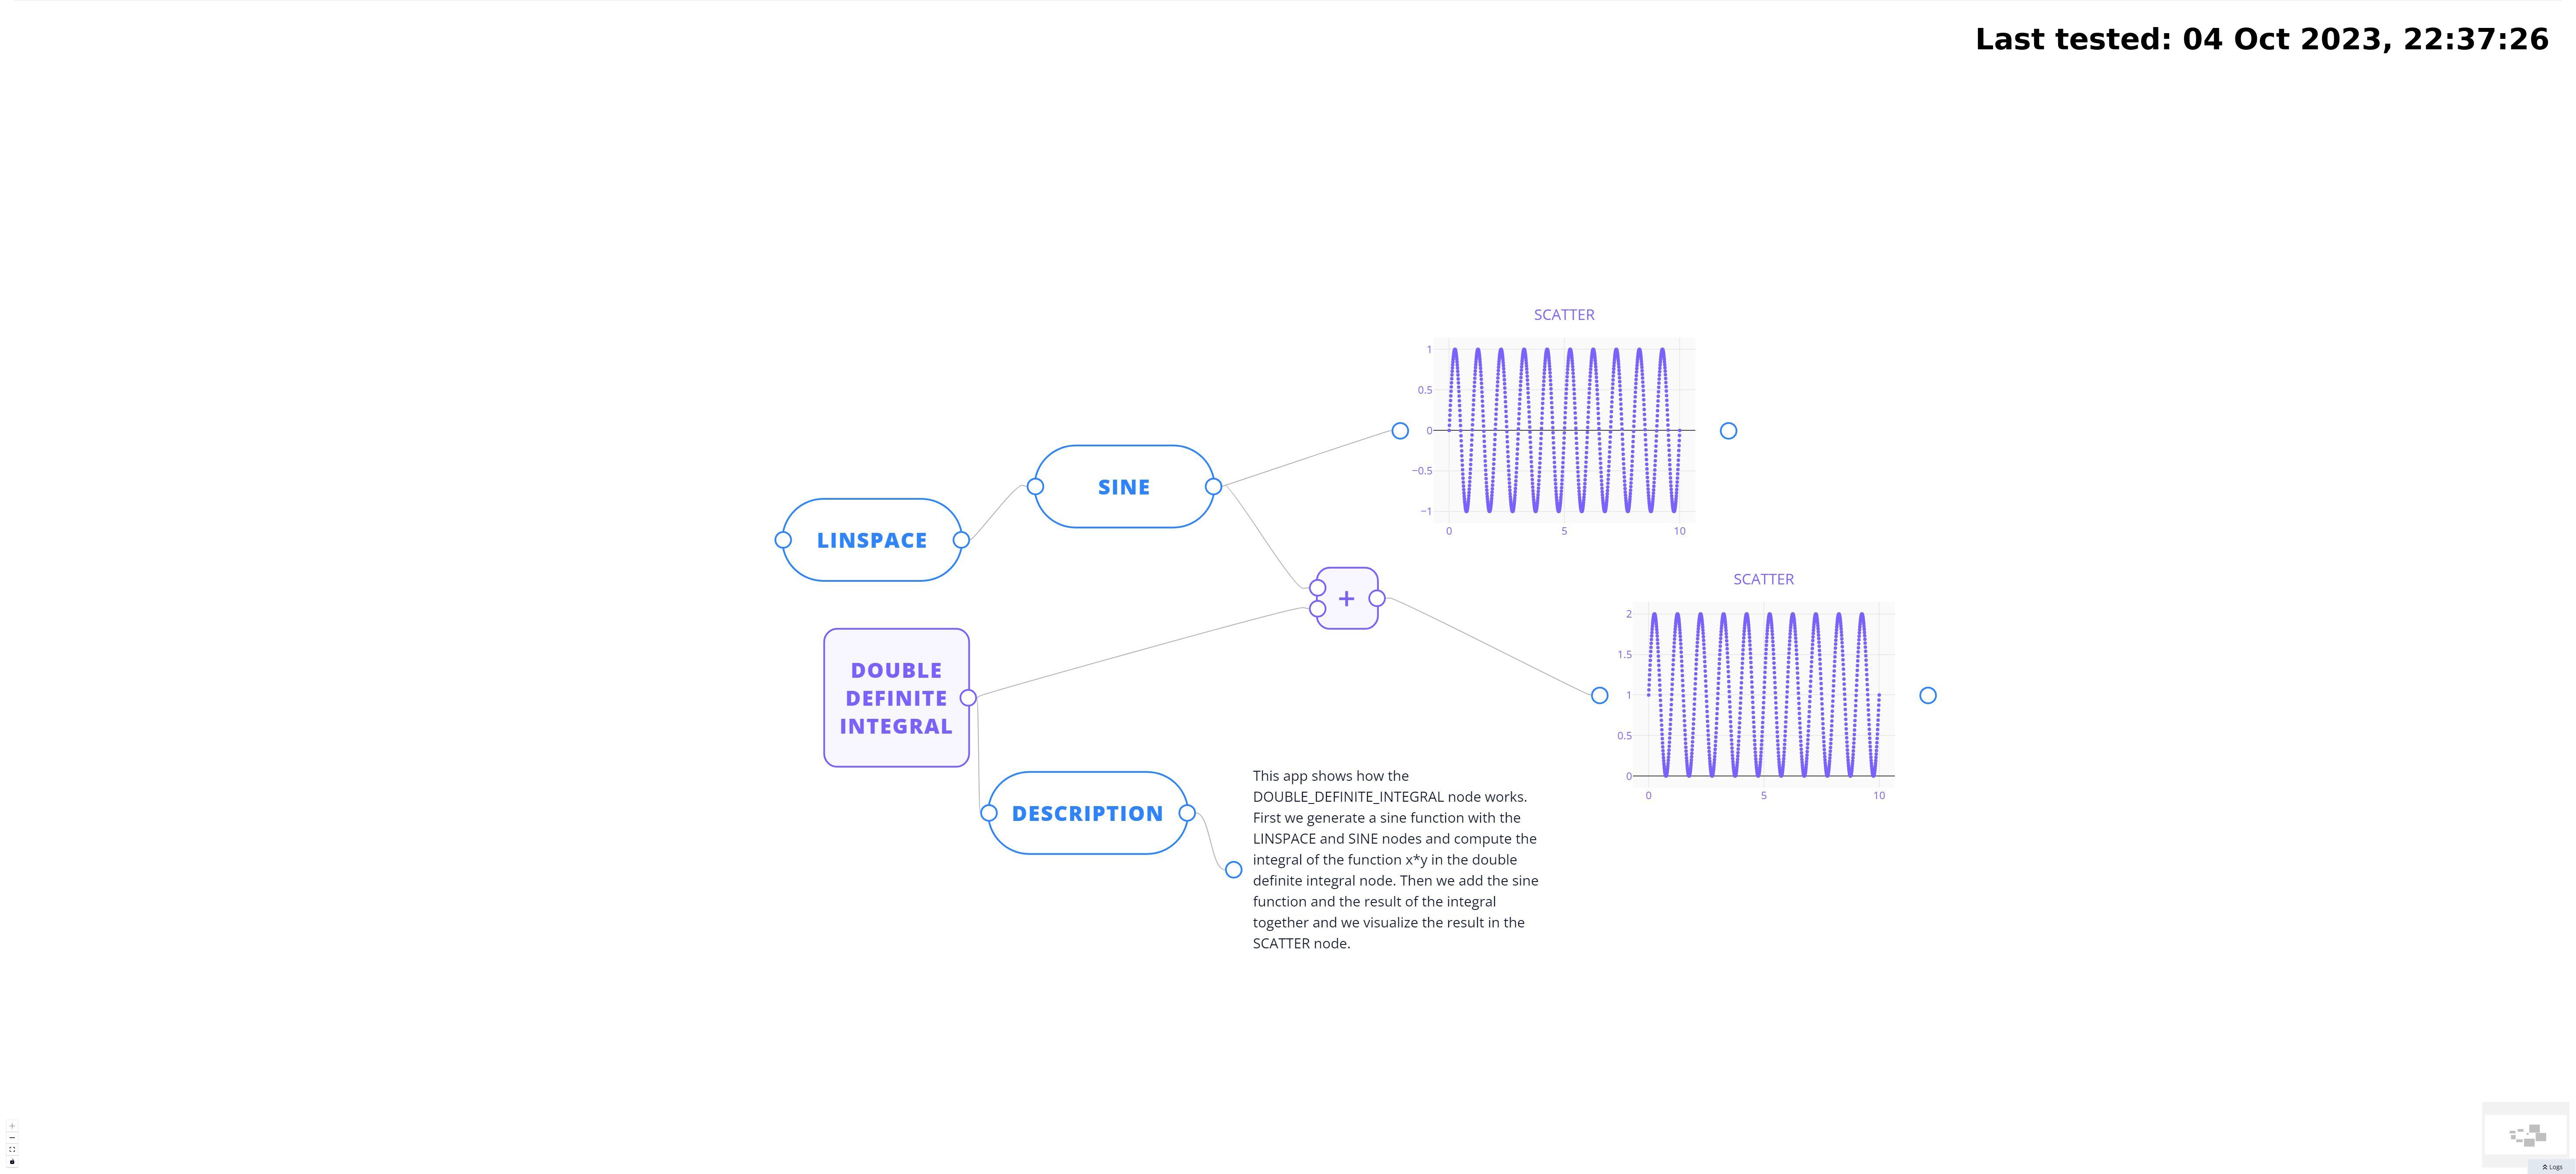 Last tested: 04 Oct 2023, 22:37:26
SCATTER
1
0.5
0
−0.5
−1
0 5 10
SINE
LINSPACE
+
SCATTER
2
1.5
1
0.5
0
0 5 10
DOUBLE
DEFINITE
INTEGRAL
DESCRIPTION
This app shows how the
DOUBLE_DEFINITE_INTEGRAL node works.
First we generate a sine function with the
LINSPACE and SINE nodes and compute the
integral of the function x*y in the double
definite integral node. Then we add the sine
function and the result of the integral
together and we visualize the result in the
SCATTER node.
Logs